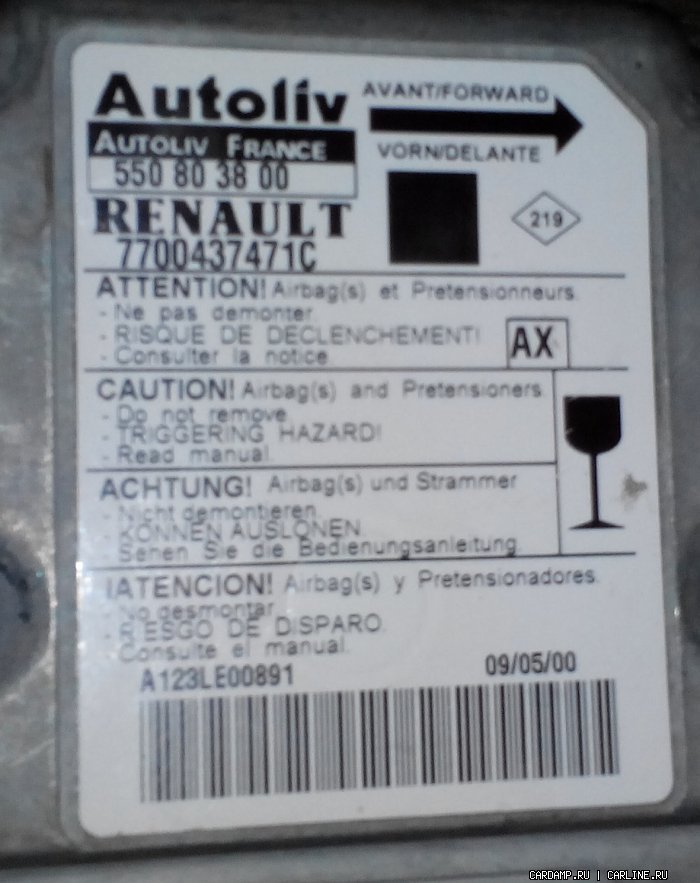 Autoliv
AUTOLIV FRANCE
550 80 38 00
RENAULT
7700437471C
AVANT/FORWARD
VORN/DELANTE
219
ATTENTION! Airbag(s) et Pretensionneurs.
- Ne pas demonter.
- RISQUE DE DECLENCHEMENT!
- Consulter la notice.
AX
CAUTION! Airbag(s) and Pretensioners
- Do not remove.
- TRIGGERING HAZARD!
- Read manual.
ACHTUNG! Airbag(s) und Strammer
- Nicht demontieren.
- KONNEN AUSLONEN.
- Senen Sie die Bedienungsanleitung.
¡ATENCION! Airbag(s) y Pretensionadores.
- No desmontar.
- RIESGO DE DISPARO.
- Consulte el manual.
A123LE00891
09/05/00
CARDAMP.RU | CARLINE.RU